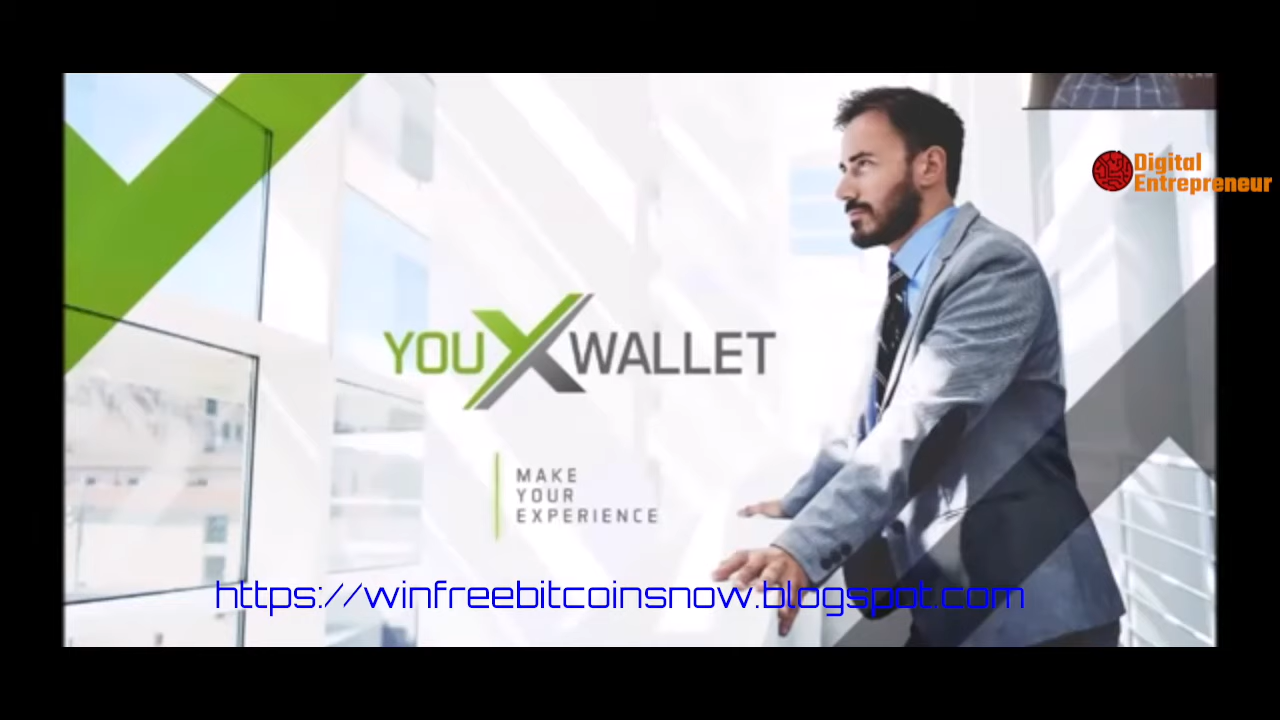 Digital
Entrepreneur
YOUXWALLET
MAKE
YOUR
EXPERIENCE
https://winfreebitcoinsnow.blogspot.com